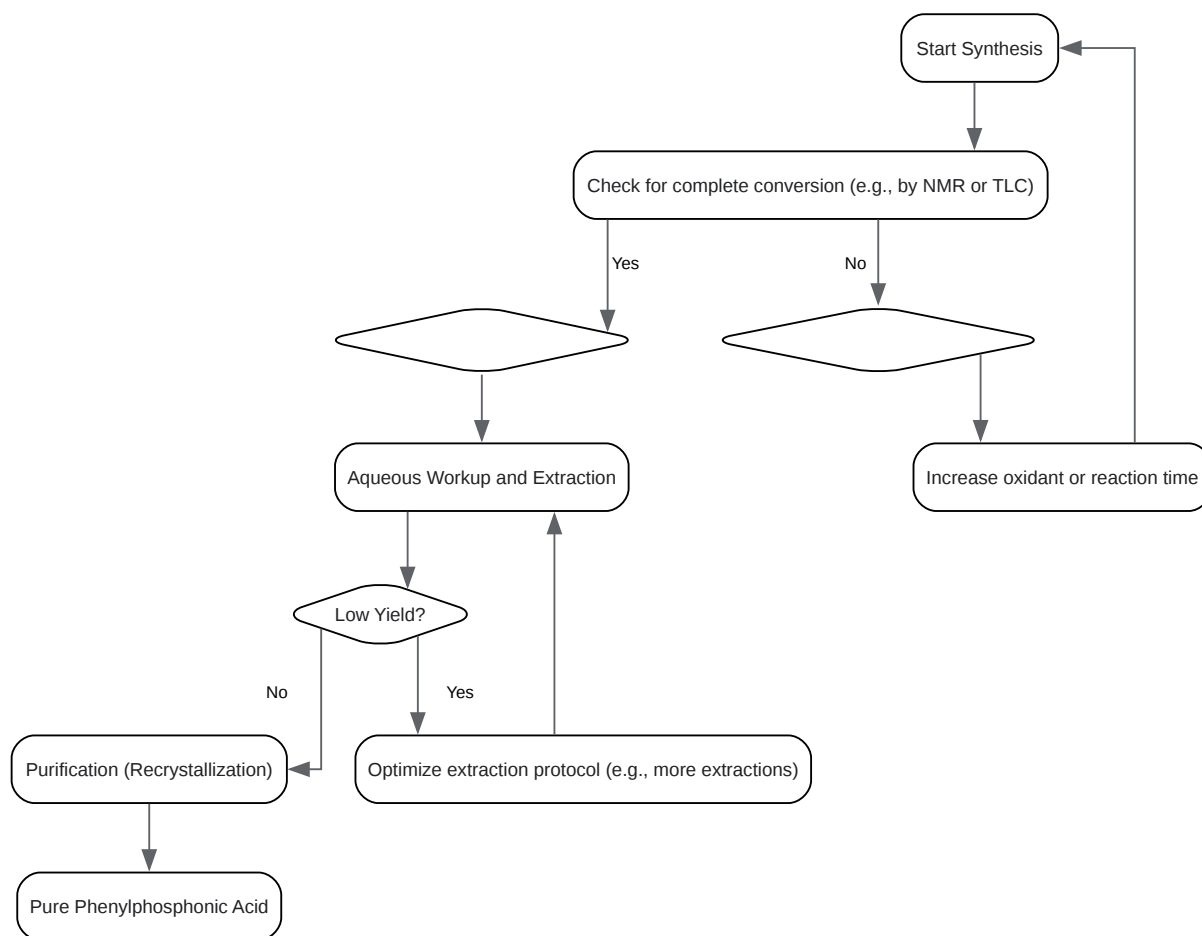 Start Synthesis
Check for complete conversion (e.g., by NMR or TLC)
Yes
No
Aqueous Workup and Extraction
Increase oxidant or reaction time
Low Yield?
No
Yes
Purification (Recrystallization)
Optimize extraction protocol (e.g., more extractions)
Pure Phenylphosphonic Acid